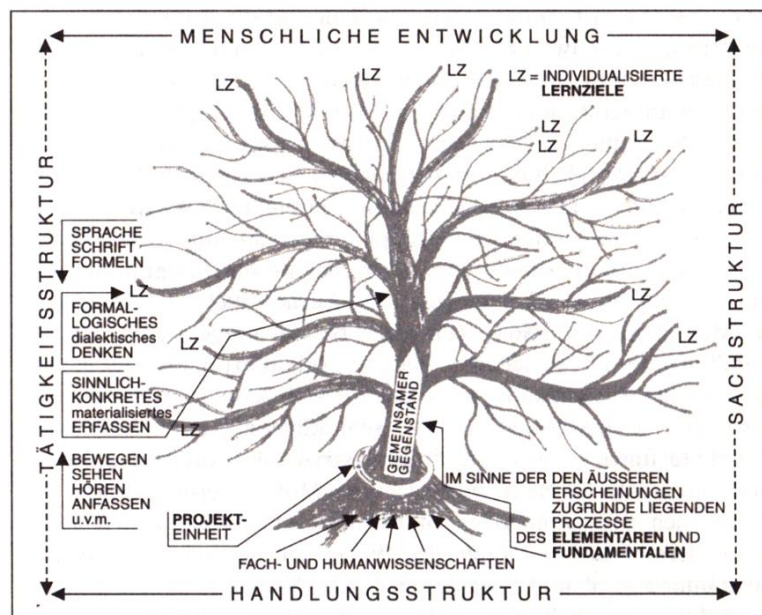 MENSCHLICHE ENTWICKLUNG
LZ
LZ
LZ
LZ = INDIVIDUALISIERTE
LERNZIELE
LZ
LZ
LZ
TÄTIGKEITSSTRUKTUR
SACHSTRUKTUR
SPRACHE
SCHRIFT
FORMELN
LZ
LZ
FORMAL-
LOGISCHES
dialektisches
DENKEN
LZ
LZ
SINNLICH-
KONKRETES
materialisiertes
ERFASSEN
LZ
GEMEINSAMER
GEGENSTAND
BEWEGEN
SEHEN
HÖREN
ANFASSEN
u.v.m.
IM SINNE DER DEN ÄUSSEREN
ERSCHEINUNGEN
ZUGRUNDE LIEGENDEN
PROZESSE
DES ELEMENTAREN UND
FUNDAMENTALEN
PROJEKT-
EINHEIT
FACH- UND HUMANWISSENSCHAFTEN
HANDLUNGSSTRUKTUR